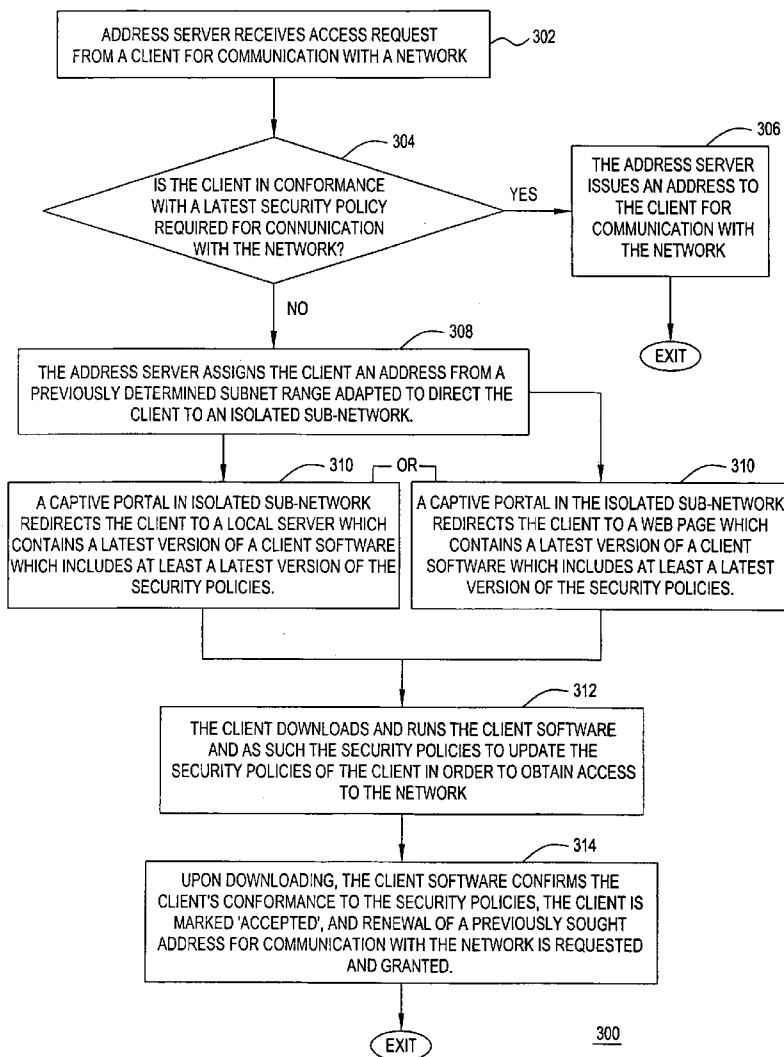 ADDRESS SERVER RECEIVES ACCESS REQUEST
FROM A CLIENT FOR COMMUNICATION WITH A NETWORK
302
304
IS THE CLIENT IN CONFORMANCE
WITH A LATEST SECURITY POLICY
REQUIRED FOR CONNUNICATION
WITH THE NETWORK?
YES
306
THE ADDRESS SERVER
ISSUES AN ADDRESS TO
THE CLIENT FOR
COMMUNICATION WITH
THE NETWORK
EXIT
NO
308
THE ADDRESS SERVER ASSIGNS THE CLIENT AN ADDRESS FROM A
PREVIOUSLY DETERMINED SUBNET RANGE ADAPTED TO DIRECT THE
CLIENT TO AN ISOLATED SUB-NETWORK.
310
OR
310
A CAPTIVE PORTAL IN ISOLATED SUB-NETWORK
REDIRECTS THE CLIENT TO A LOCAL SERVER WHICH
CONTAINS A LATEST VERSION OF A CLIENT SOFTWARE
WHICH INCLUDES AT LEAST A LATEST VERSION OF THE
SECURITY POLICIES.
A CAPTIVE PORTAL IN THE ISOLATED SUB-NETWORK
REDIRECTS THE CLIENT TO A WEB PAGE WHICH
CONTAINS A LATEST VERSION OF A CLIENT
SOFTWARE WHICH INCLUDES AT LEAST A LATEST
VERSION OF THE SECURITY POLICIES.
312
THE CLIENT DOWNLOADS AND RUNS THE CLIENT SOFTWARE
AND AS SUCH THE SECURITY POLICIES TO UPDATE THE
SECURITY POLICIES OF THE CLIENT IN ORDER TO OBTAIN ACCESS
TO THE NETWORK
314
UPON DOWNLOADING, THE CLIENT SOFTWARE CONFIRMS THE
CLIENT'S CONFORMANCE TO THE SECURITY POLICIES, THE CLIENT IS
MARKED 'ACCEPTED', AND RENEWAL OF A PREVIOUSLY SOUGHT
ADDRESS FOR COMMUNICATION WITH THE NETWORK IS REQUESTED
AND GRANTED.
EXIT
300